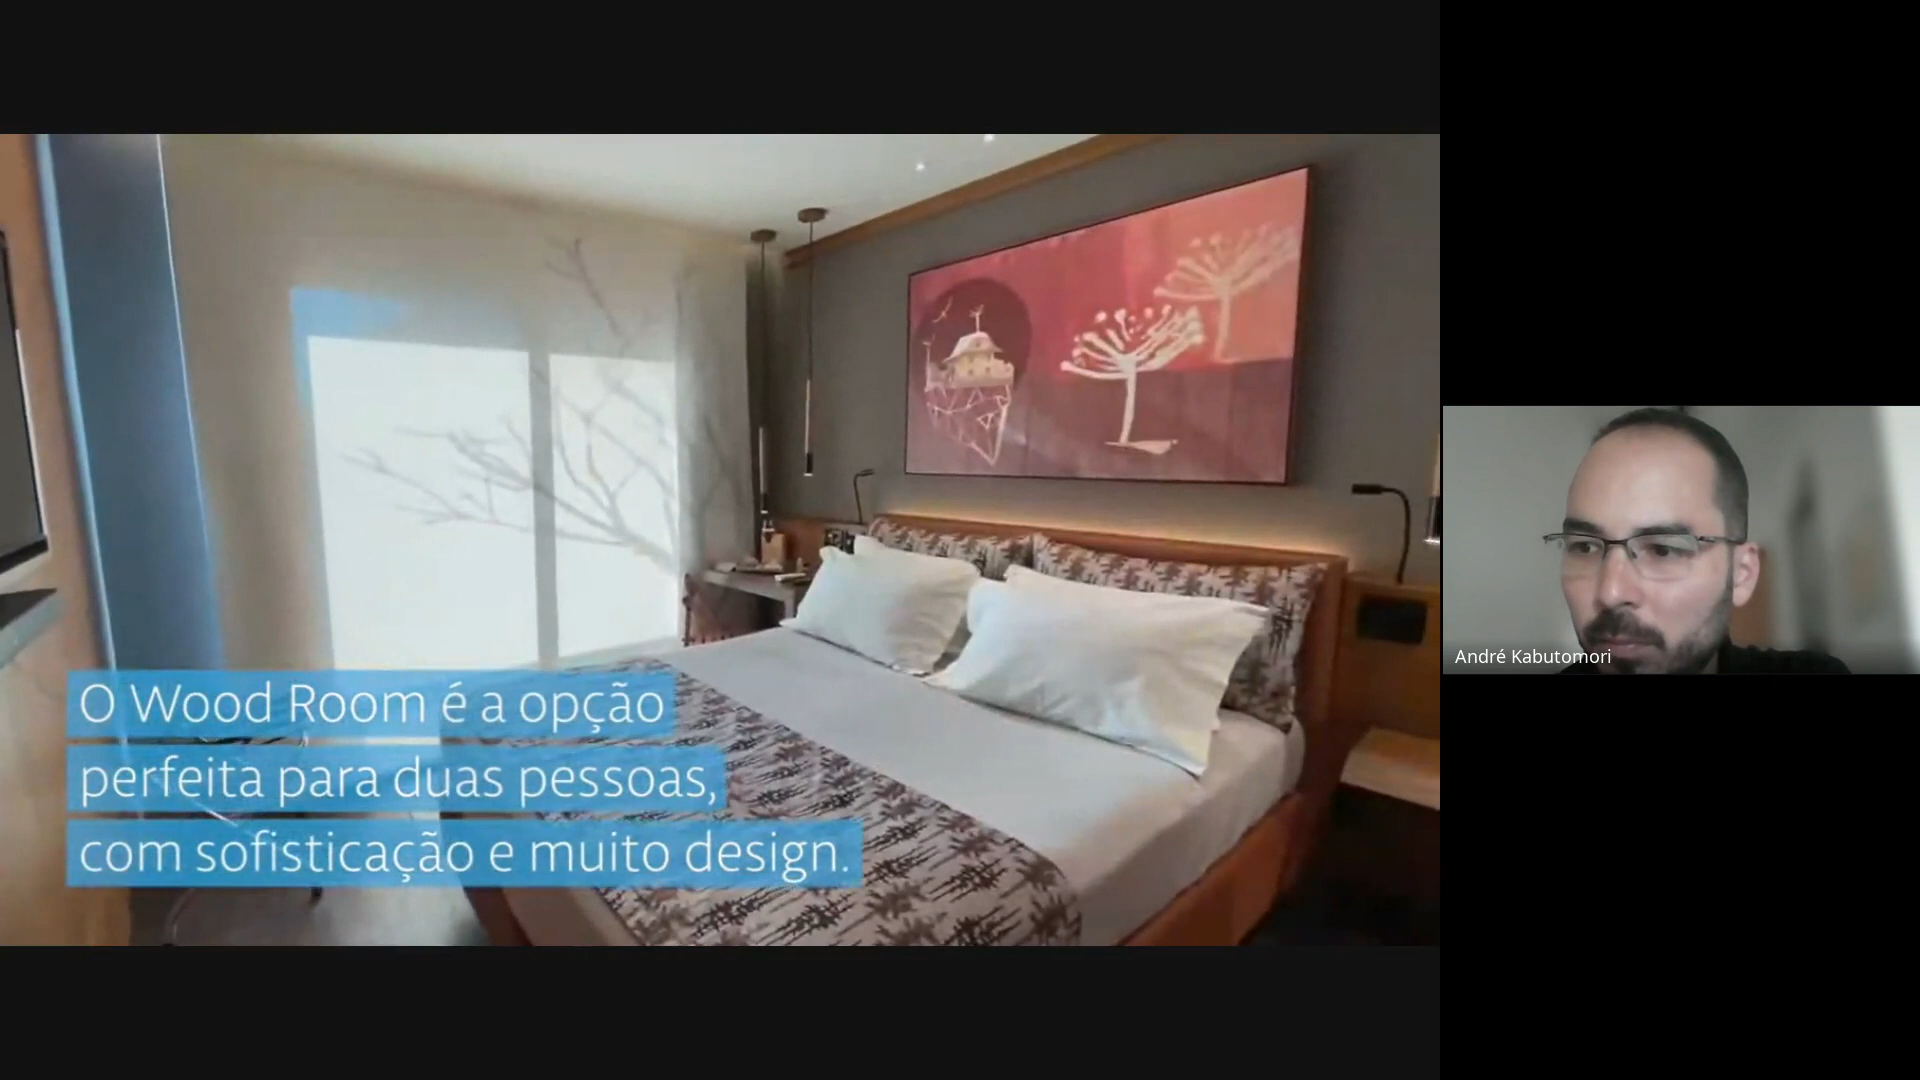 O Wood Room é a opção
perfeita para duas pessoas,
com sofisticação e muito design.
André Kabutomori